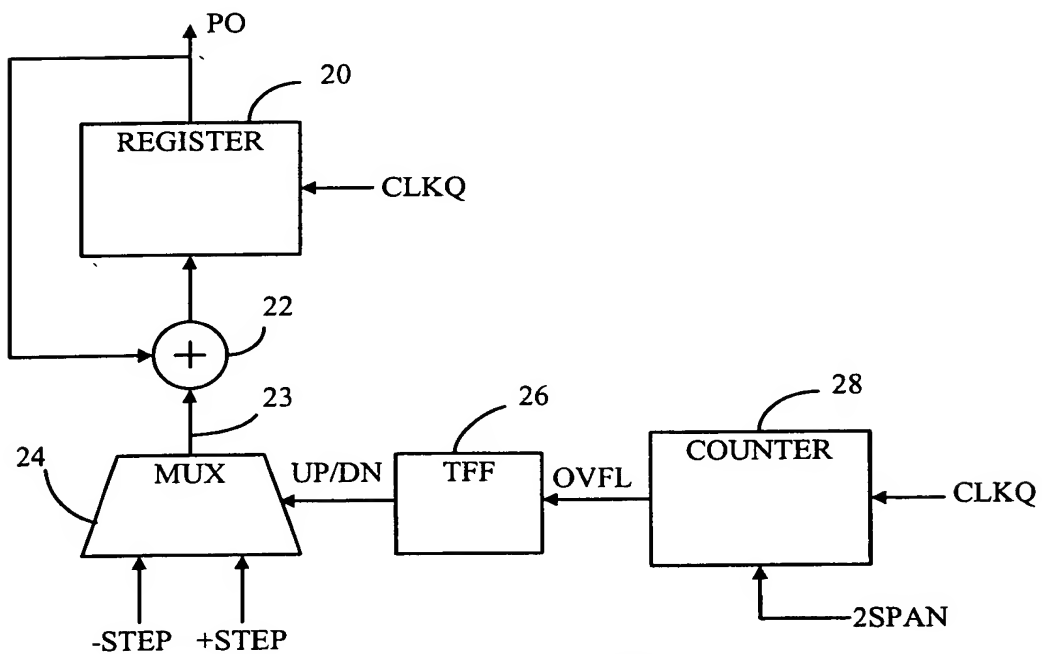 PO
20
REGISTER
CLKQ
22
23
26
28
24
MUX
UP/DN
TFF
OVFL
COUNTER
CLKQ
-STEP +STEP
2SPAN